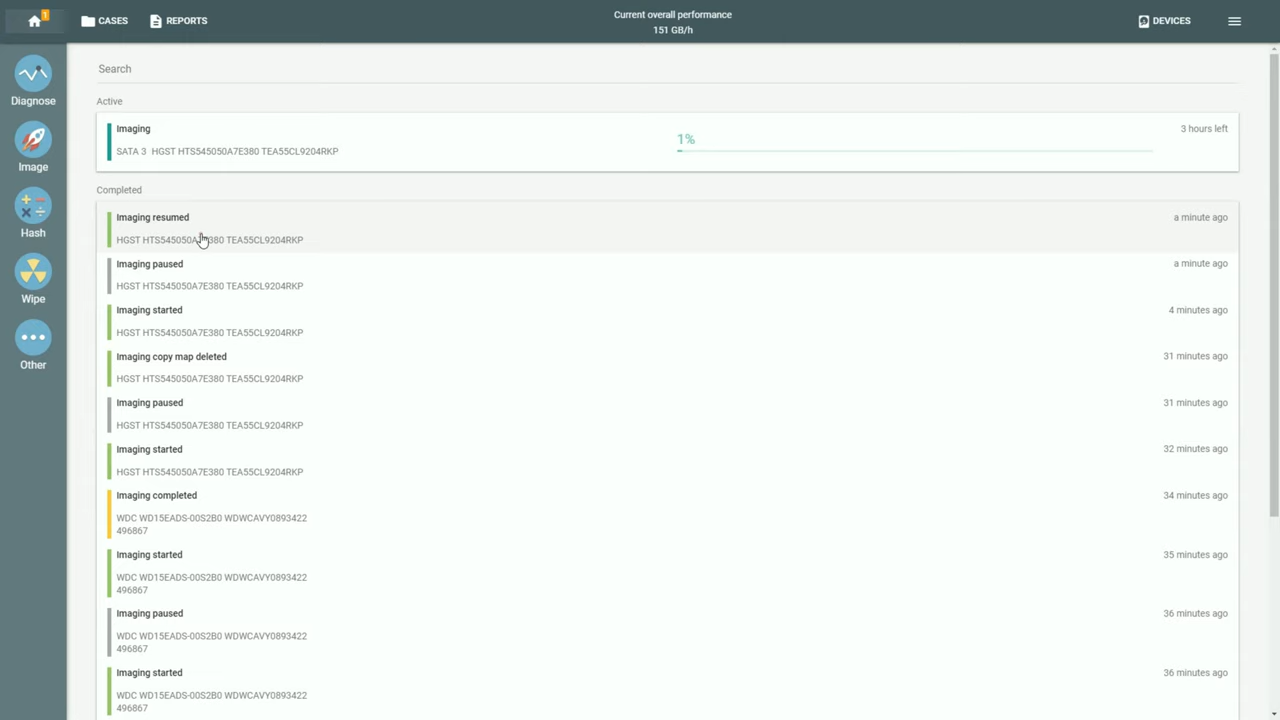 1
CASES
REPORTS
Current overall performance
151 GB/h
DEVICES
Diagnose
Image
Hash
Wipe
Other
Search
Active
Imaging
3 hours left
SATA 3 HGST HTS545050A7E380 TEA55CL9204RKP
1%
Completed
Imaging resumed
a minute ago
HGST HTS545050A7E380 TEA55CL9204RKP
Imaging paused
a minute ago
HGST HTS545050A7E380 TEA55CL9204RKP
Imaging started
4 minutes ago
HGST HTS545050A7E380 TEA55CL9204RKP
Imaging copy map deleted
31 minutes ago
HGST HTS545050A7E380 TEA55CL9204RKP
Imaging paused
31 minutes ago
HGST HTS545050A7E380 TEA55CL9204RKP
Imaging started
32 minutes ago
HGST HTS545050A7E380 TEA55CL9204RKP
Imaging completed
34 minutes ago
WDC WD15EADS-00S2B0 WDWCAVY0893422
496867
Imaging started
35 minutes ago
WDC WD15EADS-00S2B0 WDWCAVY0893422
496867
Imaging paused
36 minutes ago
WDC WD15EADS-00S2B0 WDWCAVY0893422
496867
Imaging started
36 minutes ago
WDC WD15EADS-00S2B0 WDWCAVY0893422
496867